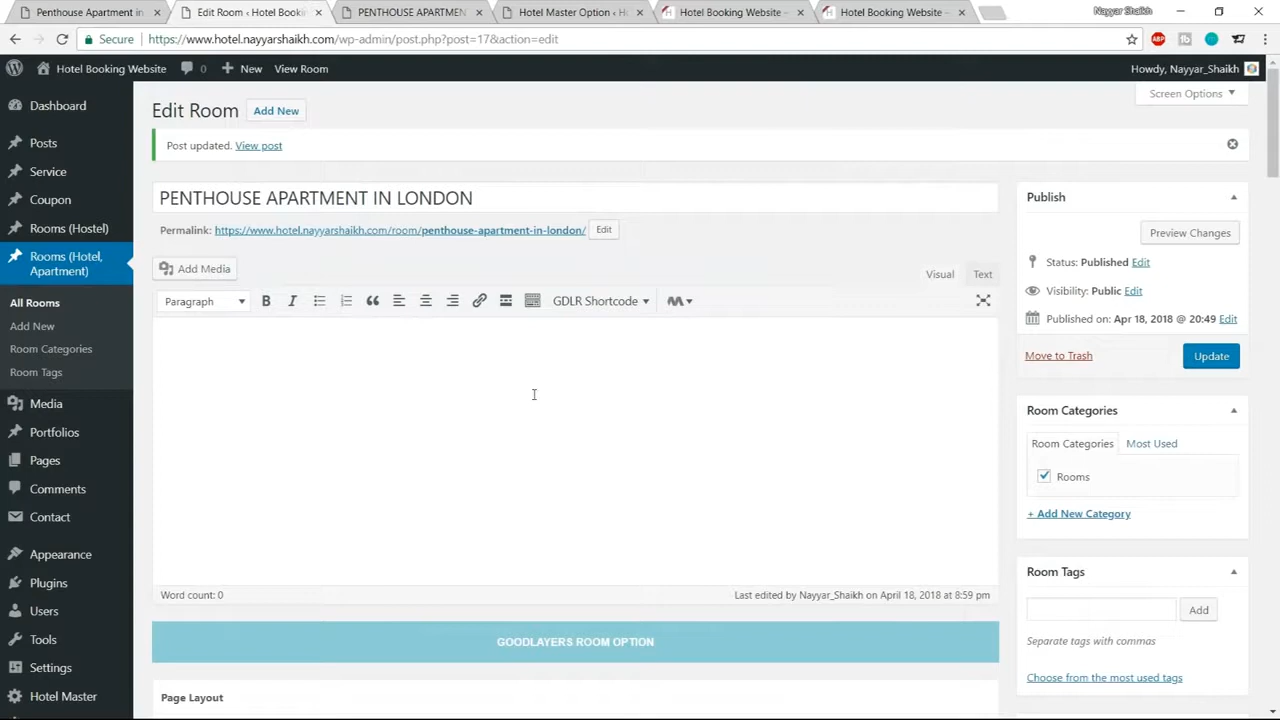 Penthouse Apartment in
Edit Room ‹ Hotel Booki
PENTHOUSE APARTMEN
Hotel Master Option ‹ H
Hotel Booking Website –
Hotel Booking Website –
Nayyar Shaikh
Secure
https://www.hotel.nayyarshaikh.com/wp-admin/post.php?post=17&action=edit
ABP
Hotel Booking Website
0
New
View Room
Howdy, Nayyar_Shaikh
Screen Options
Dashboard
Posts
Service
Coupon
Rooms (Hostel)
Rooms (Hotel,
Apartment)
All Rooms
Add New
Room Categories
Room Tags
Media
Portfolios
Pages
Comments
Contact
Appearance
Plugins
Users
Tools
Settings
Hotel Master
Edit Room
Add New
Post updated. View post
PENTHOUSE APARTMENT IN LONDON
Permalink: https://www.hotel.nayyarshaikh.com/room/penthouse-apartment-in-london/
Edit
Add Media
Visual
Text
Paragraph
B
I
GDLR Shortcode
Word count: 0
Last edited by Nayyar_Shaikh on April 18, 2018 at 8:59 pm
GOODLAYERS ROOM OPTION
Page Layout
Publish
Preview Changes
Status: Published Edit
Visibility: Public Edit
Published on: Apr 18, 2018 @ 20:49 Edit
Move to Trash
Update
Room Categories
Room Categories
Most Used
Rooms
+ Add New Category
Room Tags
Add
Separate tags with commas
Choose from the most used tags